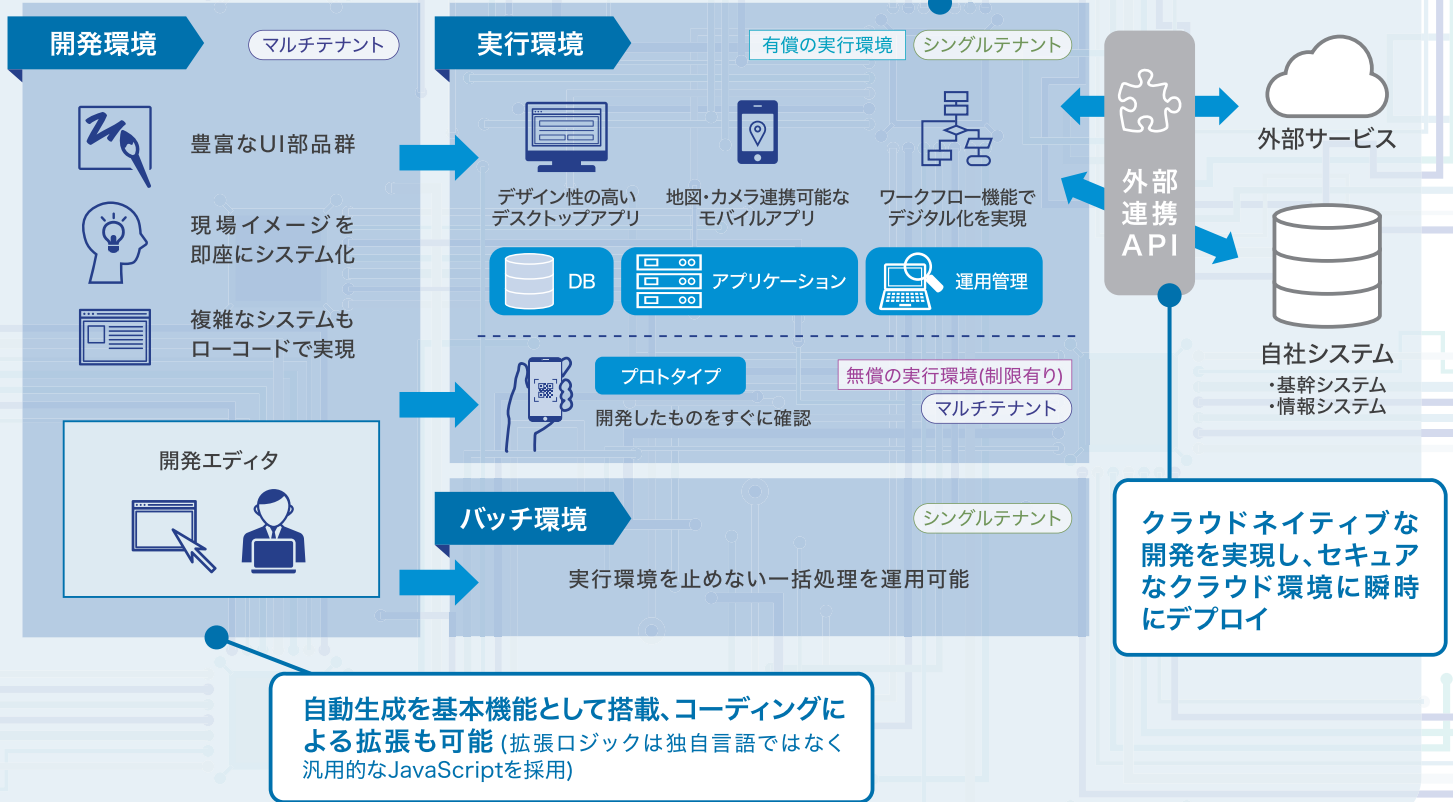 開発環境
マルチテナント
豊富なUI部品群
現場イメージを
即座にシステム化
複雑なシステムも
ローコードで実現
開発エディタ
実行環境
有償の実行環境
シングルテナント
デザイン性の高い
デスクトップアプリ
地図・カメラ連携可能な
モバイルアプリ
ワークフロー機能で
デジタル化を実現
DB
アプリケーション
運用管理
プロトタイプ
無償の実行環境(制限有り)
マルチテナント
開発したものをすぐに確認
バッチ環境
シングルテナント
実行環境を止めない一括処理を運用可能
外部
連携
API
外部サービス
自社システム
・基幹システム
・情報システム
クラウドネイティブな
開発を実現し、セキュア
なクラウド環境に瞬時
にデプロイ
自動生成を基本機能として搭載、コーディングに
よる拡張も可能 (拡張ロジックは独自言語ではなく
汎用的なJavaScriptを採用)